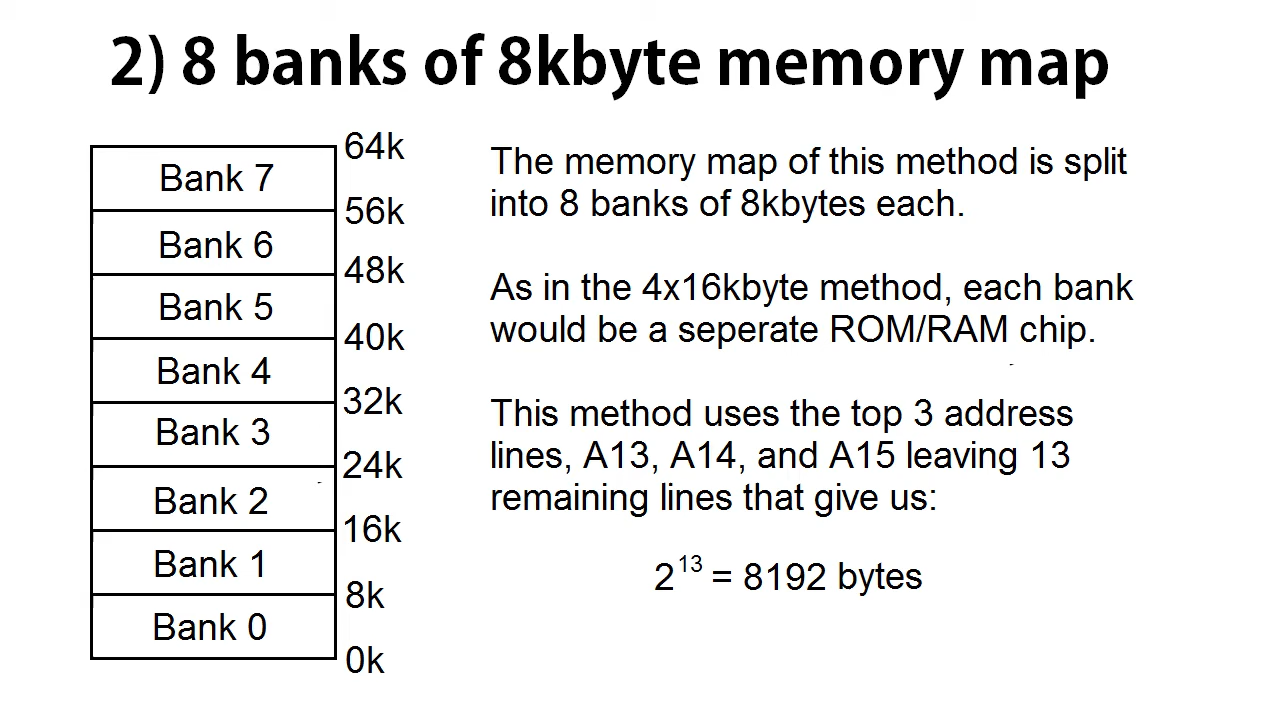 2) 8 banks of 8kbyte memory map
64k
Bank 7
56k
Bank 6
48k
Bank 5
40k
Bank 4
32k
Bank 3
24k
Bank 2
16k
Bank 1
8k
Bank 0
0k
The memory map of this method is split
into 8 banks of 8kbytes each.
As in the 4x16kbyte method, each bank
would be a seperate ROM/RAM chip.
This method uses the top 3 address
lines, A13, A14, and A15 leaving 13
remaining lines that give us:
2¹³ = 8192 bytes